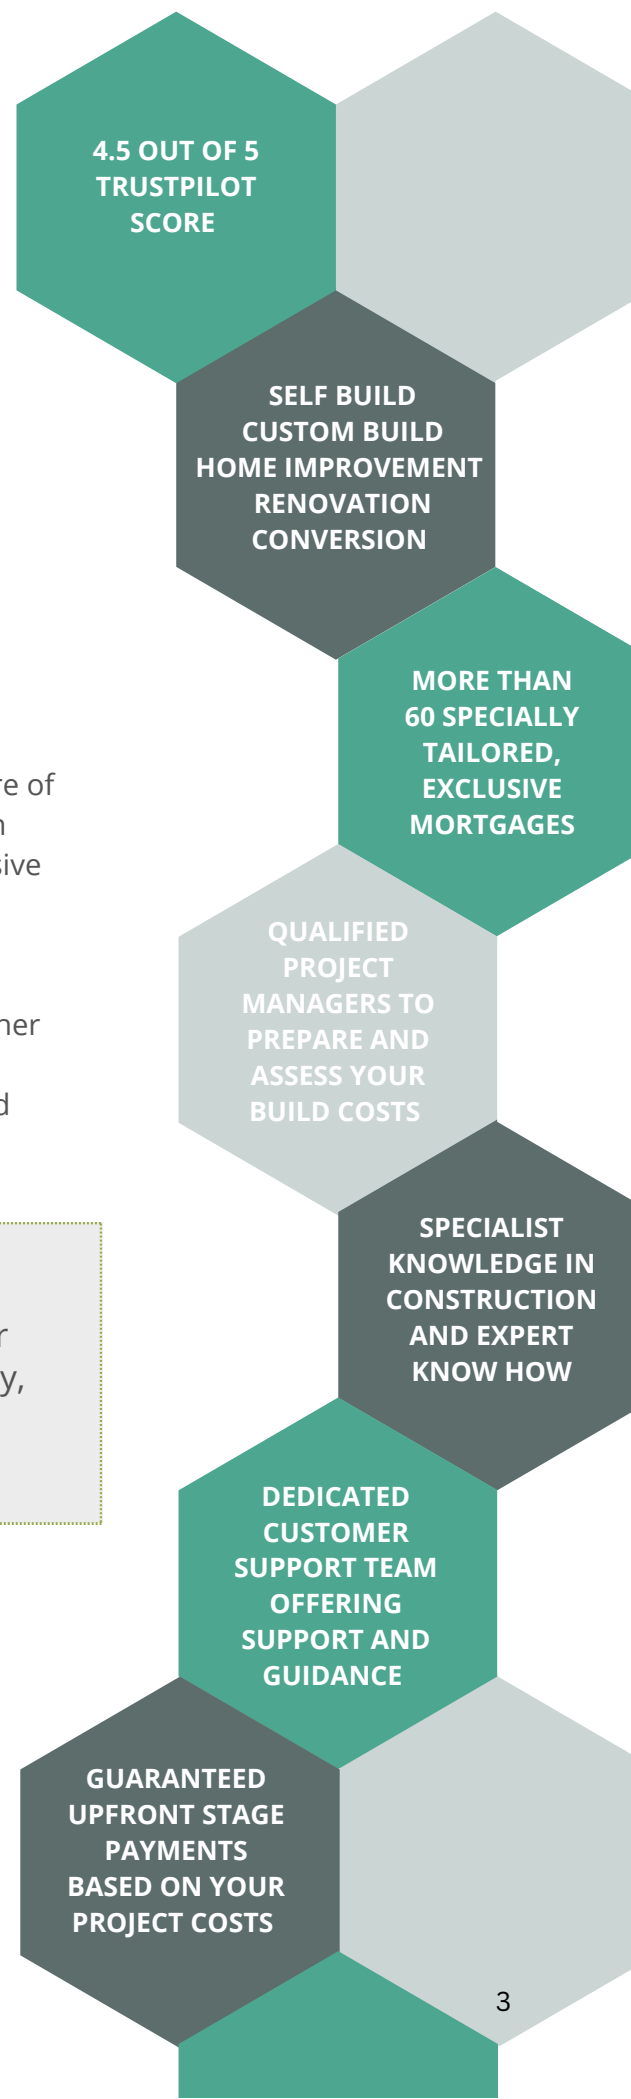 4.5 OUT OF 5
TRUSTPILOT
SCORE
SELF BUILD
CUSTOM BUILD
HOME IMPROVEMENT
RENOVATION
CONVERSION
MORE THAN
60 SPECIALLY
TAILORED,
EXCLUSIVE
MORTGAGES
of
QUALIFIED
PROJECT
MANAGERS TO
PREPARE AND
ASSESS YOUR
BUILD COSTS
SPECIALIST
KNOWLEDGE IN
CONSTRUCTION
AND EXPERT
KNOW HOW
DEDICATED
CUSTOMER
SUPPORT TEAM
OFFERING
SUPPORT AND
GUIDANCE
GUARANTEED
UPFRONT STAGE
PAYMENTS
BASED ON YOUR
PROJECT COSTS
3